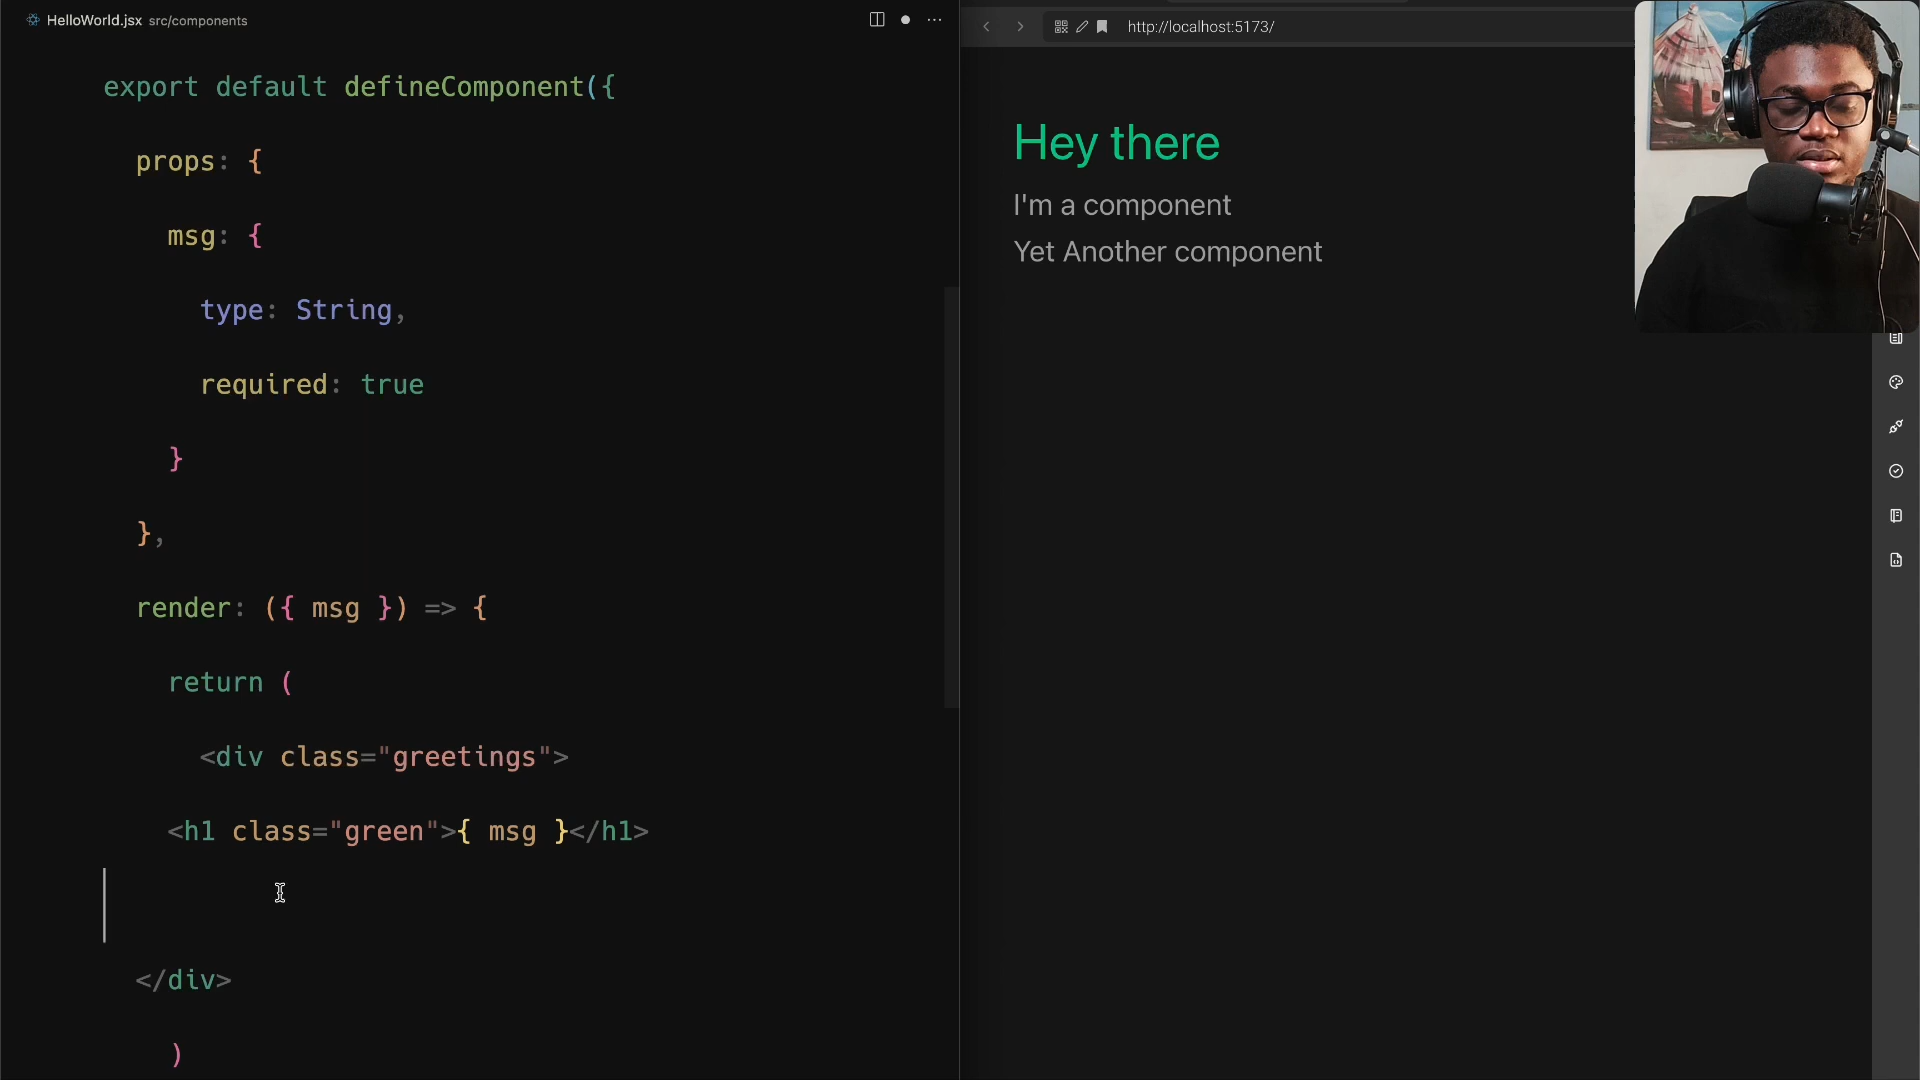 HelloWorld.jsx src/components
export default defineComponent({
props: {
msg: {
type: String,
required: true
}
},
render: ({ msg }) => {
return (
<div class="greetings">
<h1 class="green">{ msg }</h1>
</div>
)
http://localhost:5173/
Hey there
I'm a component
Yet Another component